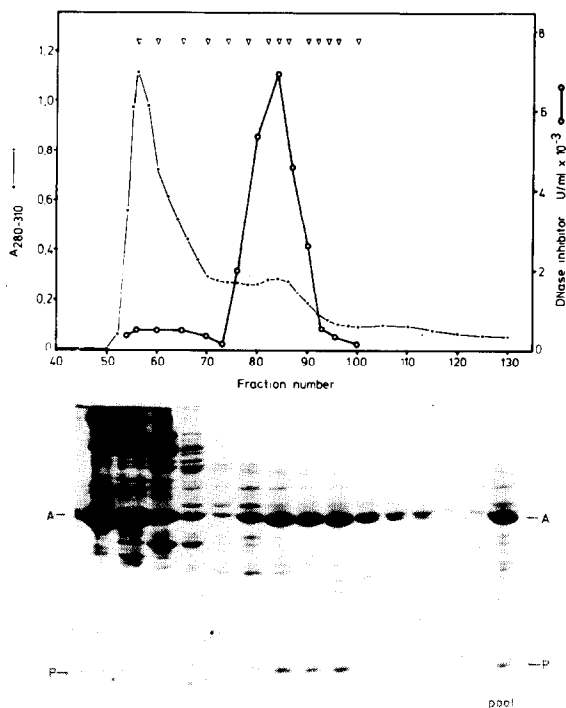 1,2
1,0
0,8
0,6
0,4
0,2
0
A280-310
8
6
4
2
0
DNase inhibitor U/ml x 10-3
40 50 60 70 80 90 100 110 120 130
Fraction number
A A
P P
pool